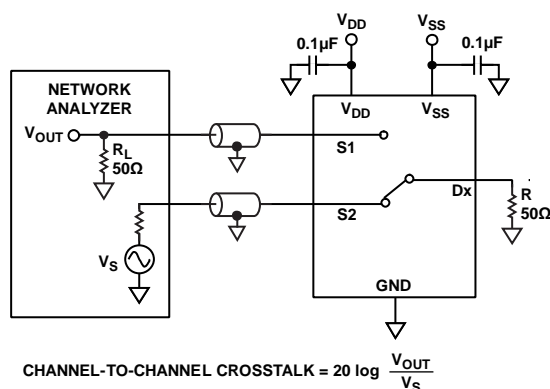 VDD
VSS
0.1µF
0.1µF
NETWORK
ANALYZER
VDD
VSS
VOUT
RL
50Ω
S1
S2
Dx
R
50Ω
VS
GND
CHANNEL-TO-CHANNEL CROSSTALK = 20 log VOUT
VS